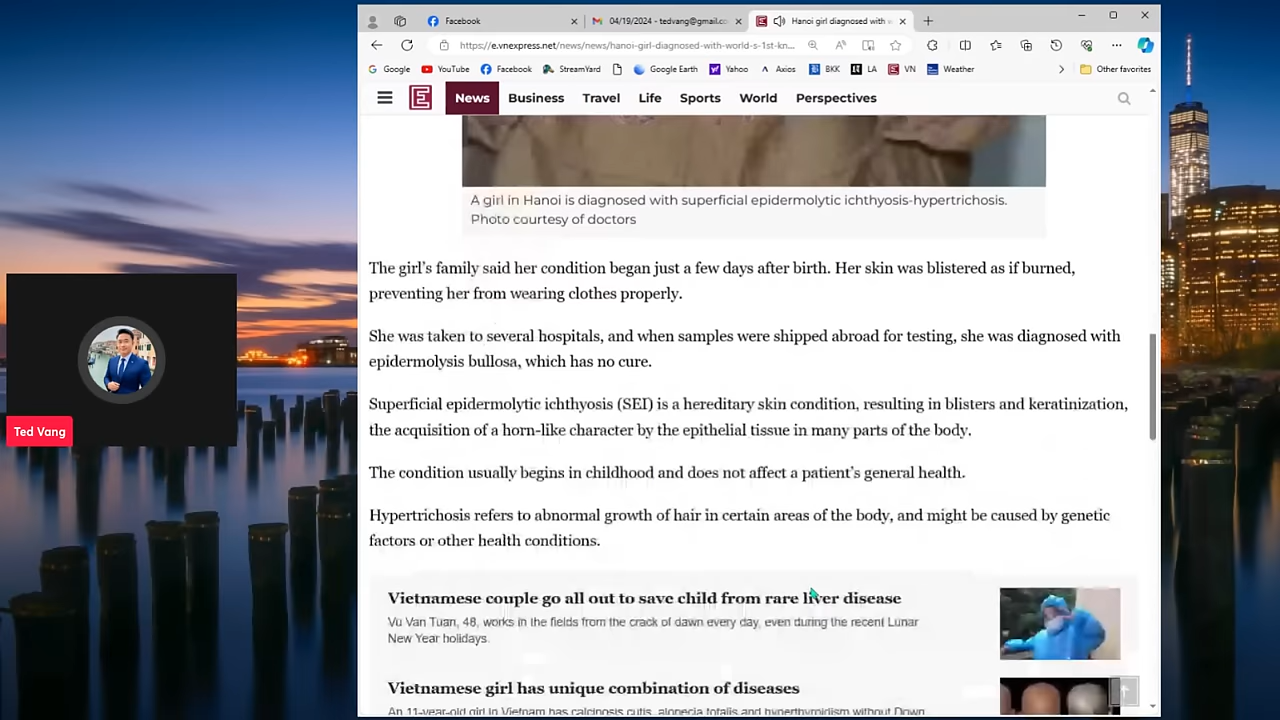 Facebook
04/19/2024 - tedvang@gmail.co
Hanoi girl diagnosed with
https://e.vnexpress.net/news/news/hanoi-girl-diagnosed-with-world-s-1st-kn...
Google
YouTube
Facebook
StreamYard
Google Earth
Yahoo
Axios
BKK
LA
VN
Weather
Other favorites
E
News
Business
Travel
Life
Sports
World
Perspectives
A girl in Hanoi is diagnosed with superficial epidermolytic ichthyosis-hypertrichosis.
Photo courtesy of doctors
The girl's family said her condition began just a few days after birth. Her skin was blistered as if burned,
preventing her from wearing clothes properly.
She was taken to several hospitals, and when samples were shipped abroad for testing, she was diagnosed with
epidermolysis bullosa, which has no cure.
Superficial epidermolytic ichthyosis (SEI) is a hereditary skin condition, resulting in blisters and keratinization,
the acquisition of a horn-like character by the epithelial tissue in many parts of the body.
The condition usually begins in childhood and does not affect a patient's general health.
Hypertrichosis refers to abnormal growth of hair in certain areas of the body, and might be caused by genetic
factors or other health conditions.
Vietnamese couple go all out to save child from rare liver disease
Vu Van Tuan, 48, works in the fields from the crack of dawn every day, even during the recent Lunar
New Year holidays.
Vietnamese girl has unique combination of diseases
An 11-year-old girl in Vietnam has calcinosis cutis, alopecia totalis and hyperthyroidism without Down
Ted Vang